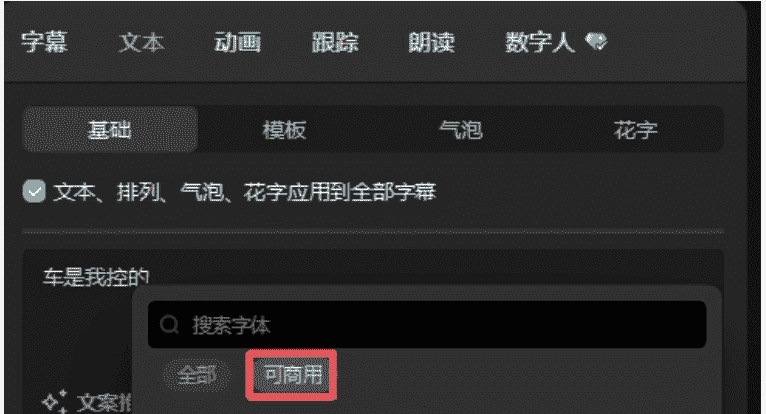 字幕 文本 动画 跟踪 朗读 数字人
基础 模板 气泡 花字
文本、排列、气泡、花字应用到全部字幕
车是我控的
搜索字体
全部 可商用
文案推